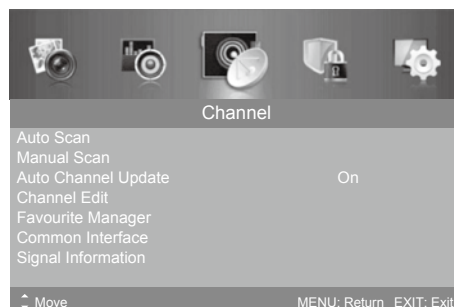 Channel
Auto Scan
Manual Scan
Auto Channel Update On
Channel Edit
Favourite Manager
Common Interface
Signal Information
Move MENU: Return EXIT: Exit